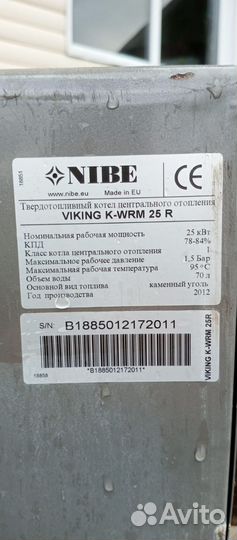 18851
NIBE
CE
www.nibe.eu Made in EU
Твердотопливный котел центрального отопления
VIKING K-WRM 25 R
Номинальная рабочая мощность 25 кВт
КПД 78-84%
Класс котла центрального отопления 1
Максимальное рабочее давление 1,5 Бар
Максимальная рабочая температура 95°C
Объем воды 70 л
Основной вид топлива каменный уголь
Год производства 2012
S/N: B1885012172011
*B1885012172011*
18858
VIKING K-WRM 25R
Avito